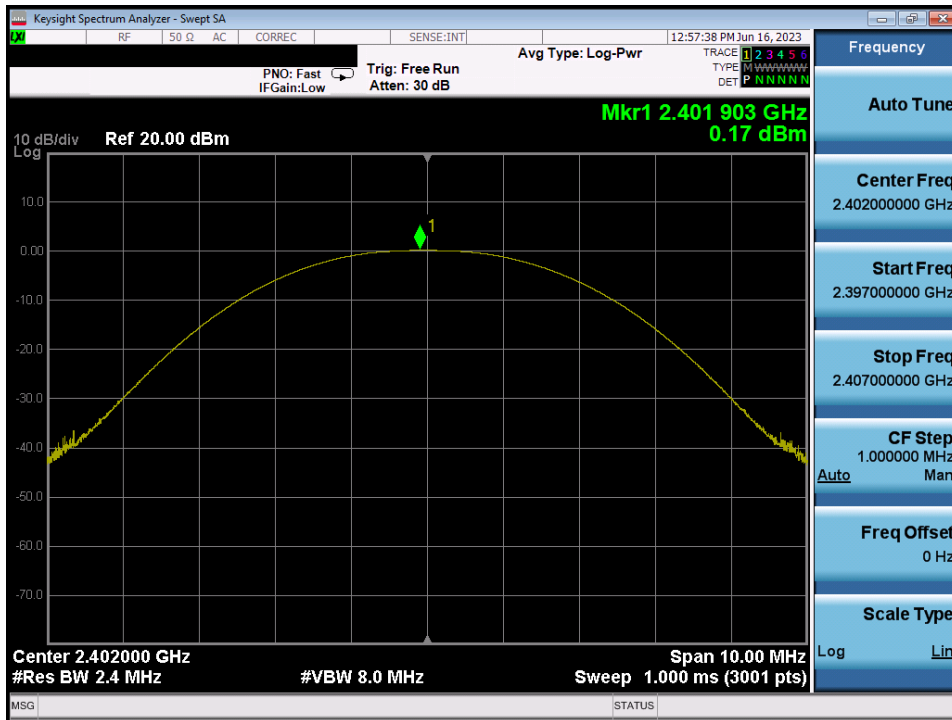 Keysight Spectrum Analyzer - Swept SA
LXI RF 50 Ω AC CORREC SENSE:INT 12:57:38 PM Jun 16, 2023
PNO: Fast
IFGain:Low
Trig: Free Run
Atten: 30 dB
Avg Type: Log-Pwr
TRACE 1 2 3 4 5 6
TYPE M W W W W W
DET P N N N N N
Mkr1 2.401 903 GHz
0.17 dBm
10 dB/div Ref 20.00 dBm
Log
10.0
0.00
-10.0
-20.0
-30.0
-40.0
-50.0
-60.0
-70.0
1
Center 2.402000 GHz Span 10.00 MHz
#Res BW 2.4 MHz #VBW 8.0 MHz Sweep 1.000 ms (3001 pts)
MSG STATUS
Frequency
Auto Tune
Center Freq
2.402000000 GHz
Start Freq
2.397000000 GHz
Stop Freq
2.407000000 GHz
CF Step
1.000000 MHz
Auto Man
Freq Offset
0 Hz
Scale Type
Log Lin